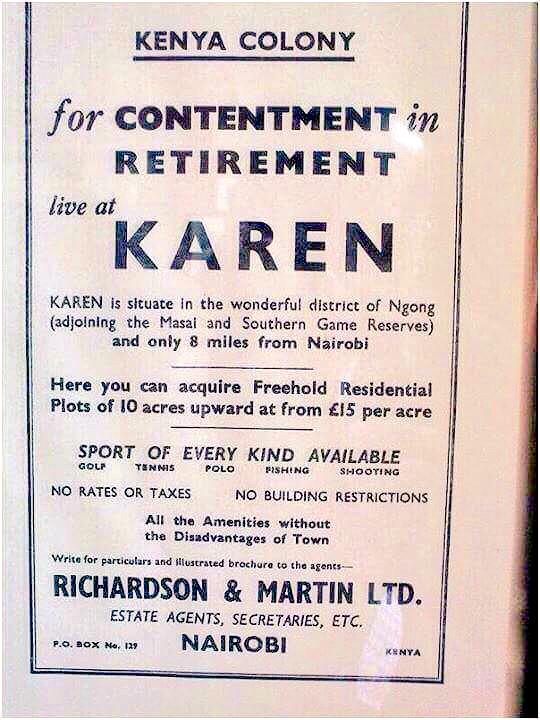 KENYA COLONY
for CONTENTMENT in
RETIREMENT
live at
KAREN
KAREN is situate in the wonderful district of Ngong
(adjoining the Masai and Southern Game Reserves)
and only 8 miles from Nairobi
Here you can acquire Freehold Residential
Plots of 10 acres upward at from £15 per acre
SPORT OF EVERY KIND AVAILABLE
GOLF TENNIS POLO FISHING SHOOTING
NO RATES OR TAXES NO BUILDING RESTRICTIONS
All the Amenities without
the Disadvantages of Town
Write for particulars and illustrated brochure to the agents—
RICHARDSON & MARTIN LTD.
ESTATE AGENTS, SECRETARIES, ETC.
P.O. BOX No. 129 NAIROBI KENYA